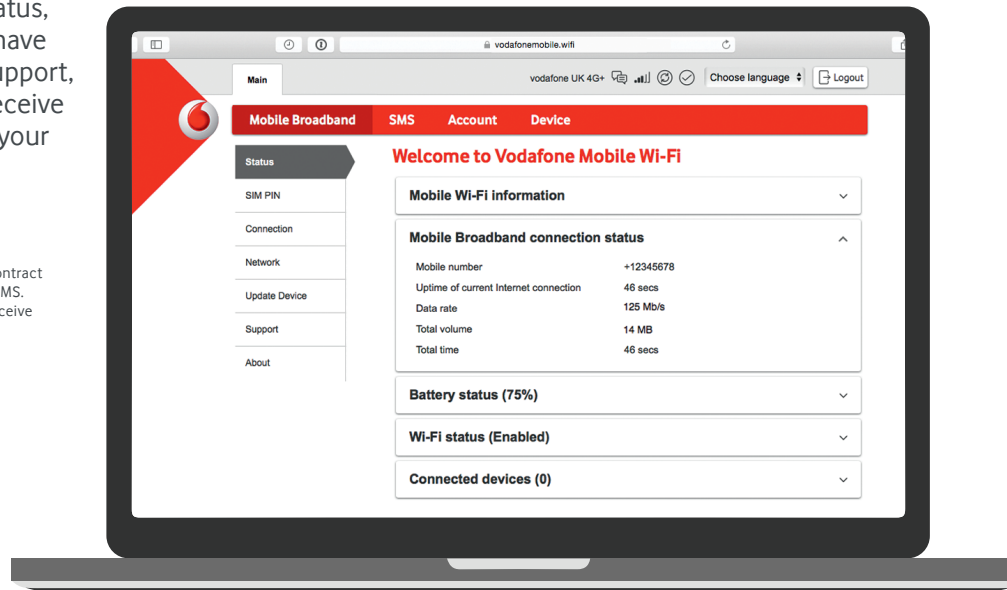 atus,
have
upport,
eceive
your
ontract
MS.
ceive
vodafonemobile.wifi
Main
vodafone UK 4G+
Choose language
Logout
Mobile Broadband SMS Account Device
Status
SIM PIN
Connection
Network
Update Device
Support
About
Welcome to Vodafone Mobile Wi-Fi
Mobile Wi-Fi information
Mobile Broadband connection status
Mobile number +12345678
Uptime of current Internet connection 46 secs
Data rate 125 Mb/s
Total volume 14 MB
Total time 46 secs
Battery status (75%)
Wi-Fi status (Enabled)
Connected devices (0)